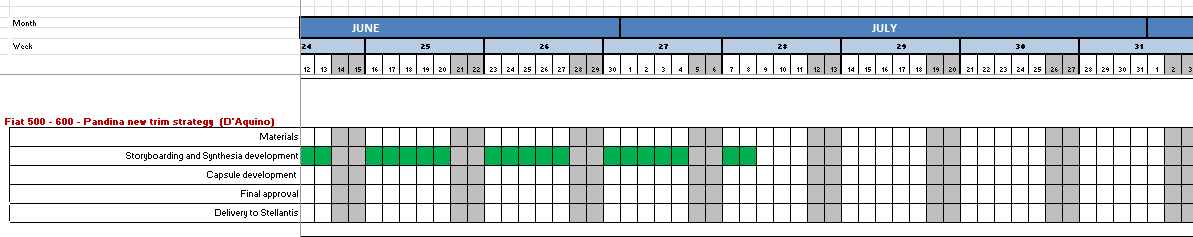 Month JUNE JULY
Week 24 25 26 27 28 29 30 31
12 13 14 15 16 17 18 19 20 21 22 23 24 25 26 27 28 29 30 1 2 3 4 5 6 7 8 9 10 11 12 13 14 15 16 17 18 19 20 21 22 23 24 25 26 27 28 29 30 31 1 2 3
Fiat 500 - 600 - Pandina new trim strategy (D'Aquino)
Materials
Storyboarding and Synthesia development
Capsule development
Final approval
Delivery to Stellantis